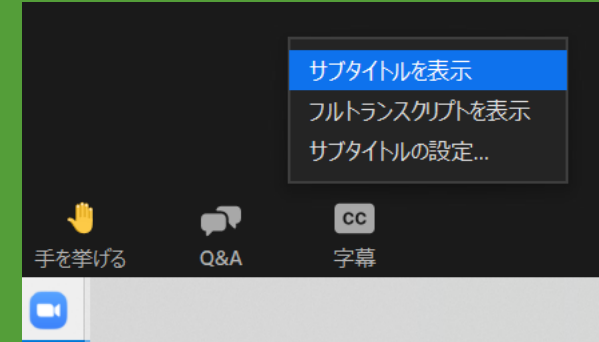 サブタイトルを表示
フルトランスクリプトを表示
サブタイトルの設定...
手を挙げる
Q&A
CC
字幕